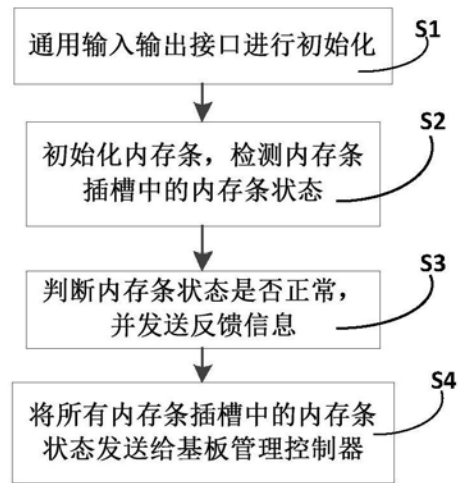 通用输入输出接口进行初始化
S1
初始化内存条，检测内存条
插槽中的内存条状态
S2
判断内存条状态是否正常，
并发送反馈信息
S3
将所有内存条插槽中的内存条
状态发送给基板管理控制器
S4